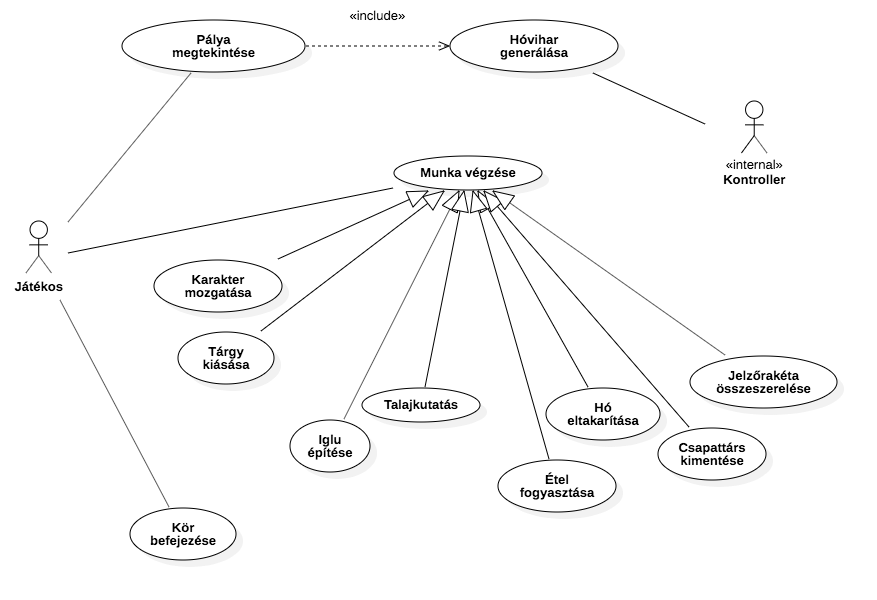 «include»
Pálya
megtekintése
Hóvihar
generálása
«internal»
Kontroller
Munka végzése
Játékos
Karakter
mozgatása
Tárgy
kiásása
Jelzőrakéta
összeszerelése
Talajkutatás
Hó
eltakarítása
Iglu
építése
Csapattárs
kimentése
Étel
fogyasztása
Kör
befejezése